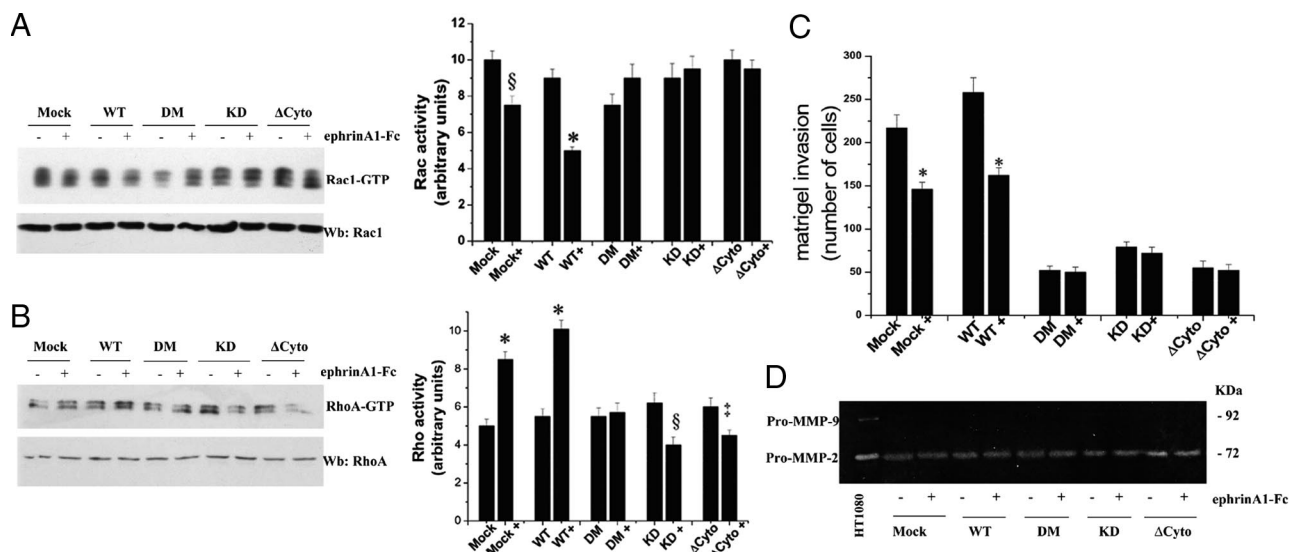 A
Mock WT DM KD ΔCyto
- + - + - + - + - + ephrinA1-Fc
Rac1-GTP
Wb: Rac1
Rac activity
(arbitrary units)
12
10
8
6
4
2
0
§
*
Mock Mock+ WT WT+ DM DM+ KD KD+ ΔCyto ΔCyto+
B
Mock WT DM KD ΔCyto
- + - + - + - + - + ephrinA1-Fc
RhoA-GTP
Wb: RhoA
Rho activity
(arbitrary units)
10
8
6
4
2
0
*
*
§
‡
Mock Mock + WT WT+ DM DM + KD KD + ΔCyto ΔCyto +
C
matrigel invasion
(number of cells)
300
250
200
150
100
50
0
*
*
Mock Mock + WT WT + DM DM + KD KD+ ΔCyto ΔCyto +
D
KDa
Pro-MMP-9 - 92
Pro-MMP-2 - 72
HT1080
- + - + - + - + - + ephrinA1-Fc
Mock WT DM KD ΔCyto